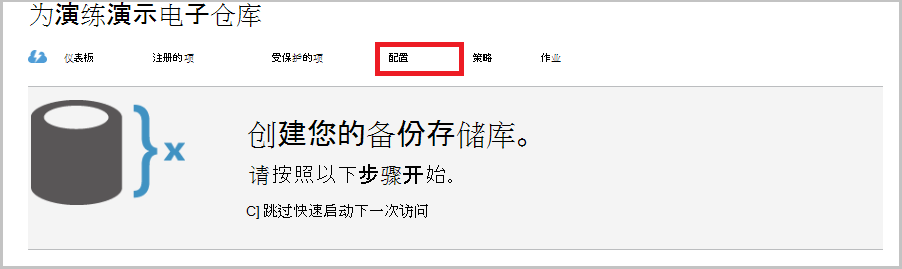 为演练演示电子仓库
仪表板 注册的项 受保护的项 配置 策略 作业
创建您的备份存储库。
请按照以下步骤开始。
C] 跳过快速启动下一次访问